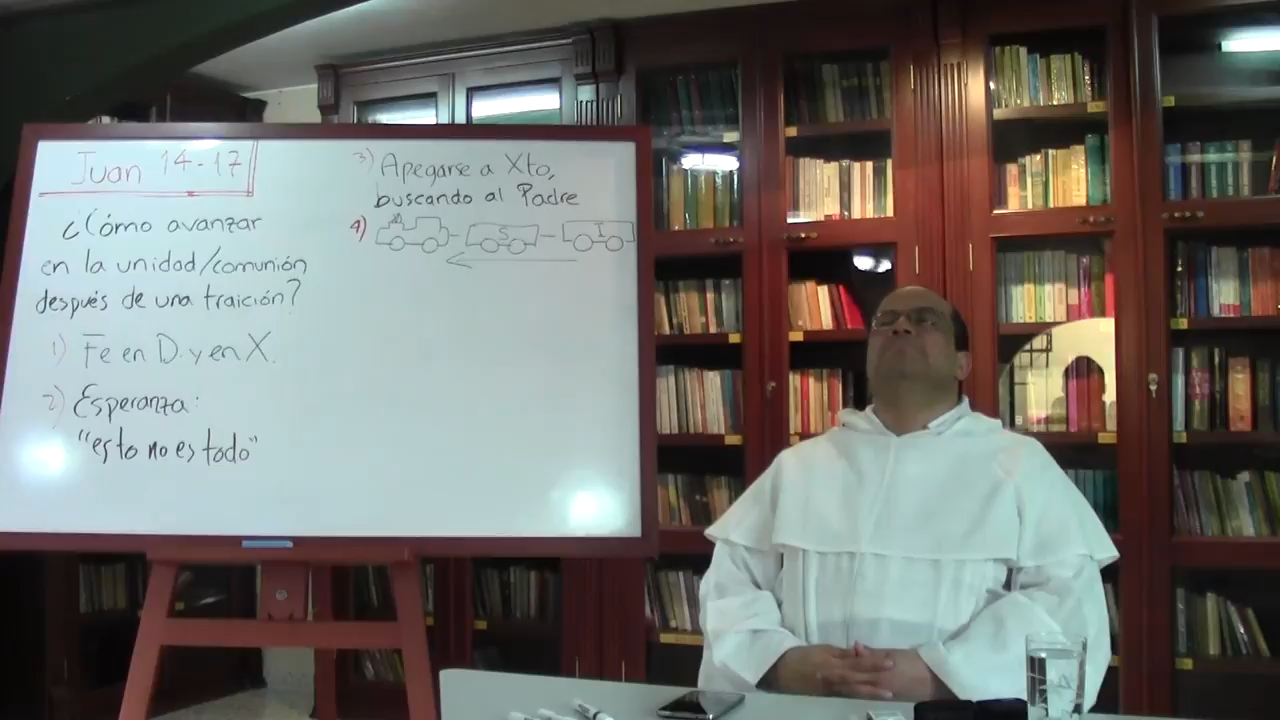 Juan 14-17
¿Cómo avanzar
en la unidad/comunión
después de una traición?
1) Fe en D. y en X.
2) Esperanza:
"esto no es todo"
3) Apegarse a Xto,
buscando al Padre
4)
S
I